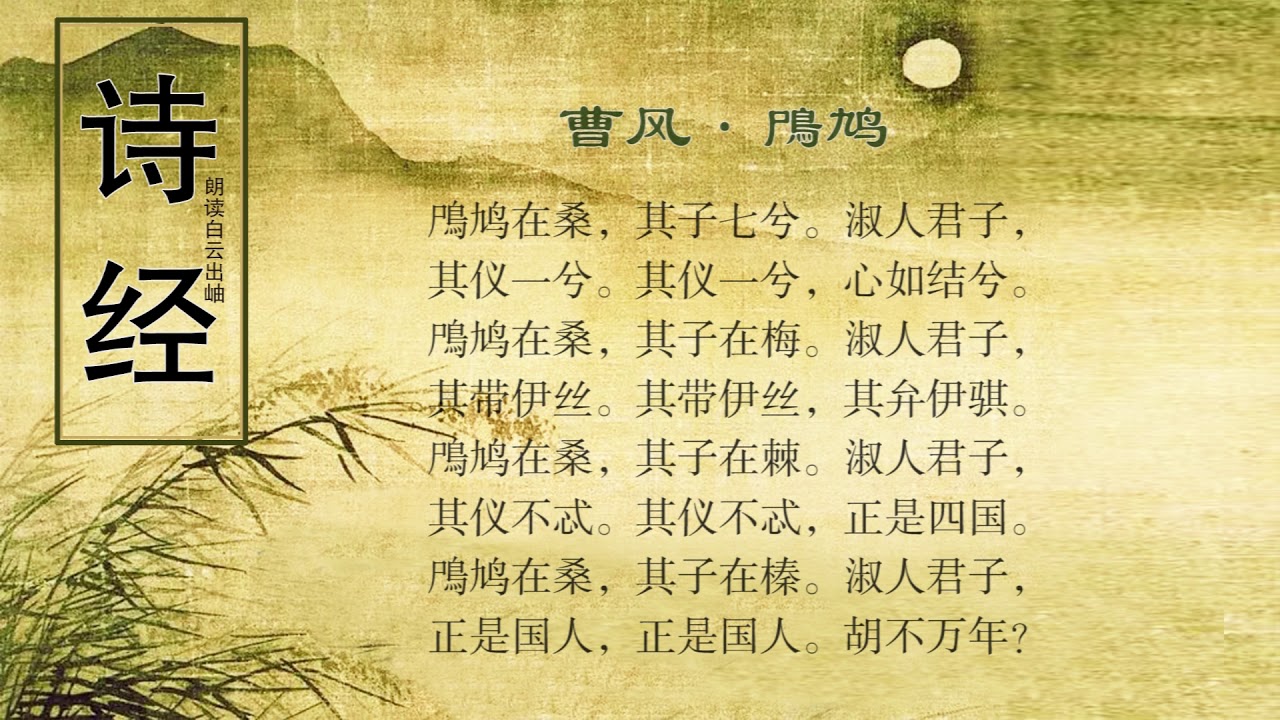 诗经
朗读白云出岫
曹风·鳲鸠
鳲鸠在桑，其子七兮。淑人君子，
其仪一兮。其仪一兮，心如结兮。
鳲鸠在桑，其子在梅。淑人君子，
其带伊丝。其带伊丝，其弁伊骐。
鳲鸠在桑，其子在棘。淑人君子，
其仪不忒。其仪不忒，正是四国。
鳲鸠在桑，其子在榛。淑人君子，
正是国人，正是国人。胡不万年？